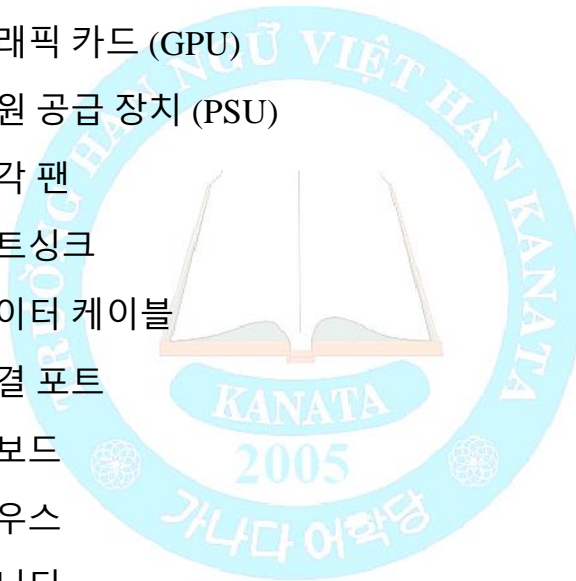 래픽 카드 (GPU)
원 공급 장치 (PSU)
각 팬
트싱크
이터 케이블
결 포트
보드
우스
TRƯỜNG HÀN NGỮ VIỆT HÀN KANATA
KANATA
2005
가나다 어학당